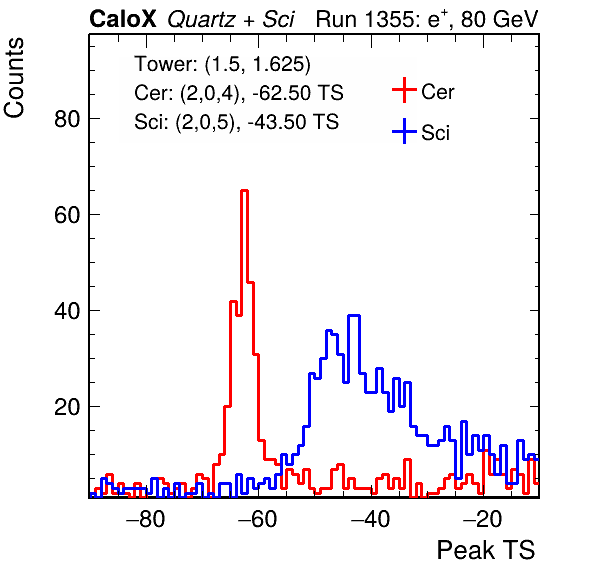 CaloX Quartz + Sci Run 1355: e⁺, 80 GeV
Counts
Tower: (1.5, 1.625)
Cer: (2,0,4), -62.50 TS
Sci: (2,0,5), -43.50 TS
Cer
Sci
80
60
40
20
−80 −60 −40 −20
Peak TS